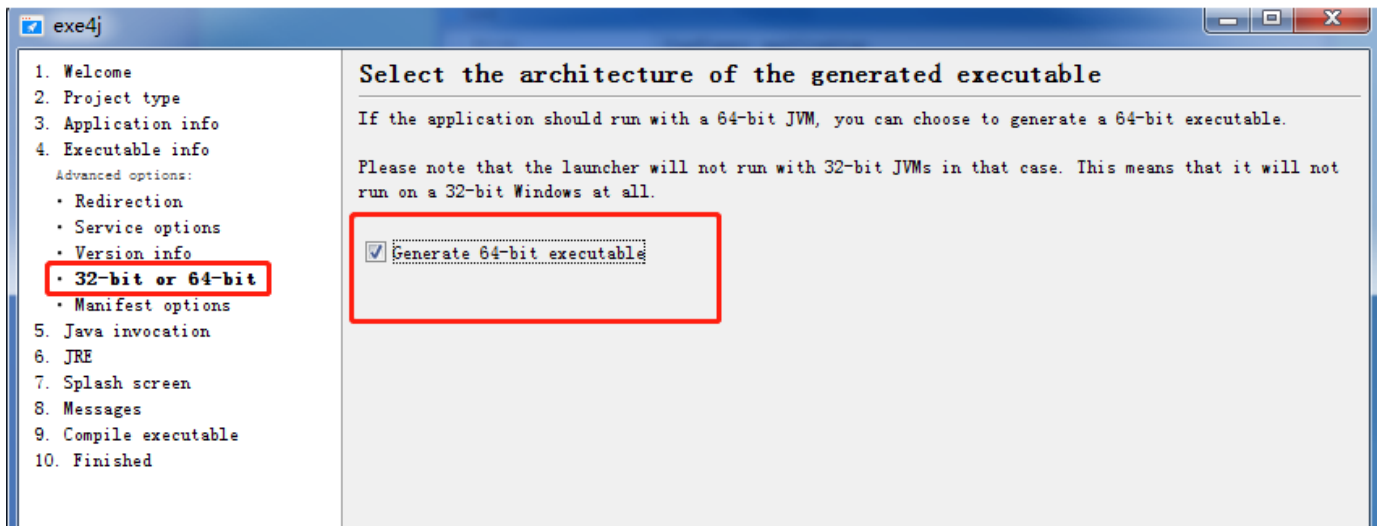 exe4j
1. Welcome
2. Project type
3. Application info
4. Executable info
Advanced options:
· Redirection
· Service options
· Version info
· 32-bit or 64-bit
· Manifest options
5. Java invocation
6. JRE
7. Splash screen
8. Messages
9. Compile executable
10. Finished
Select the architecture of the generated executable
If the application should run with a 64-bit JVM, you can choose to generate a 64-bit executable.
Please note that the launcher will not run with 32-bit JVMs in that case. This means that it will not
run on a 32-bit Windows at all.
Generate 64-bit executable